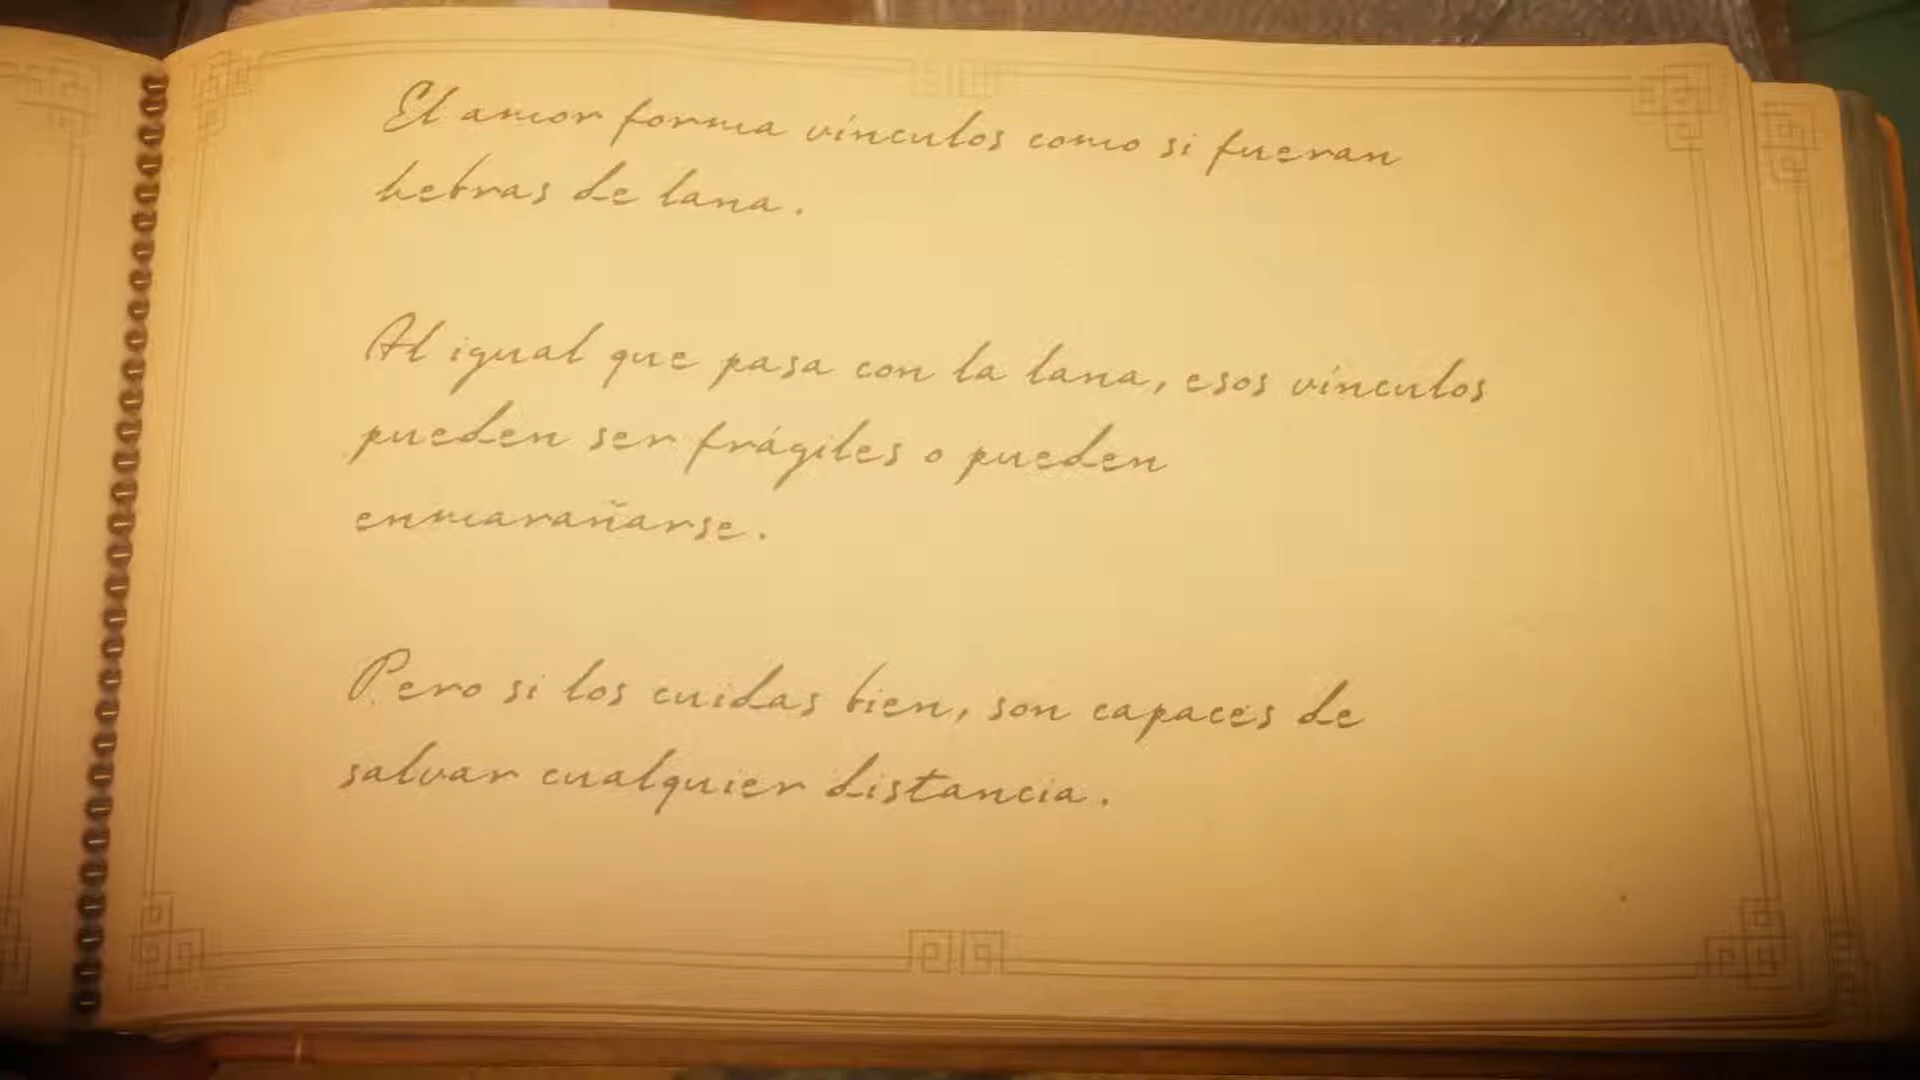 El amor forma vínculos como si fueran
hebras de lana.
Al igual que pasa con la lana, esos vínculos
pueden ser frágiles o pueden
enmarañarse.
Pero si los cuidas bien, son capaces de
salvar cualquier distancia.